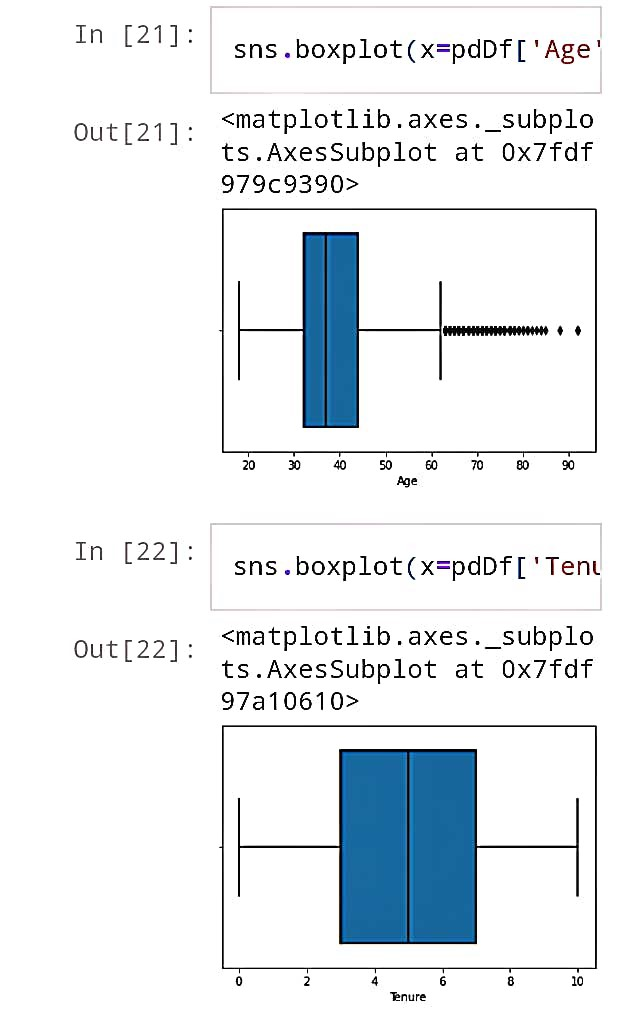 In [21]:
sns.boxplot(x=pdDf['Age'
Out[21]:
<matplotlib.axes._subplo
ts.AxesSubplot at 0x7fdf
979c9390>
20 30 40 50 60 70 80 90
Age
In [22]:
sns.boxplot(x=pdDf['Tenu
Out[22]:
<matplotlib.axes._subplo
ts.AxesSubplot at 0x7fdf
97a10610>
0 2 4 6 8 10
Tenure